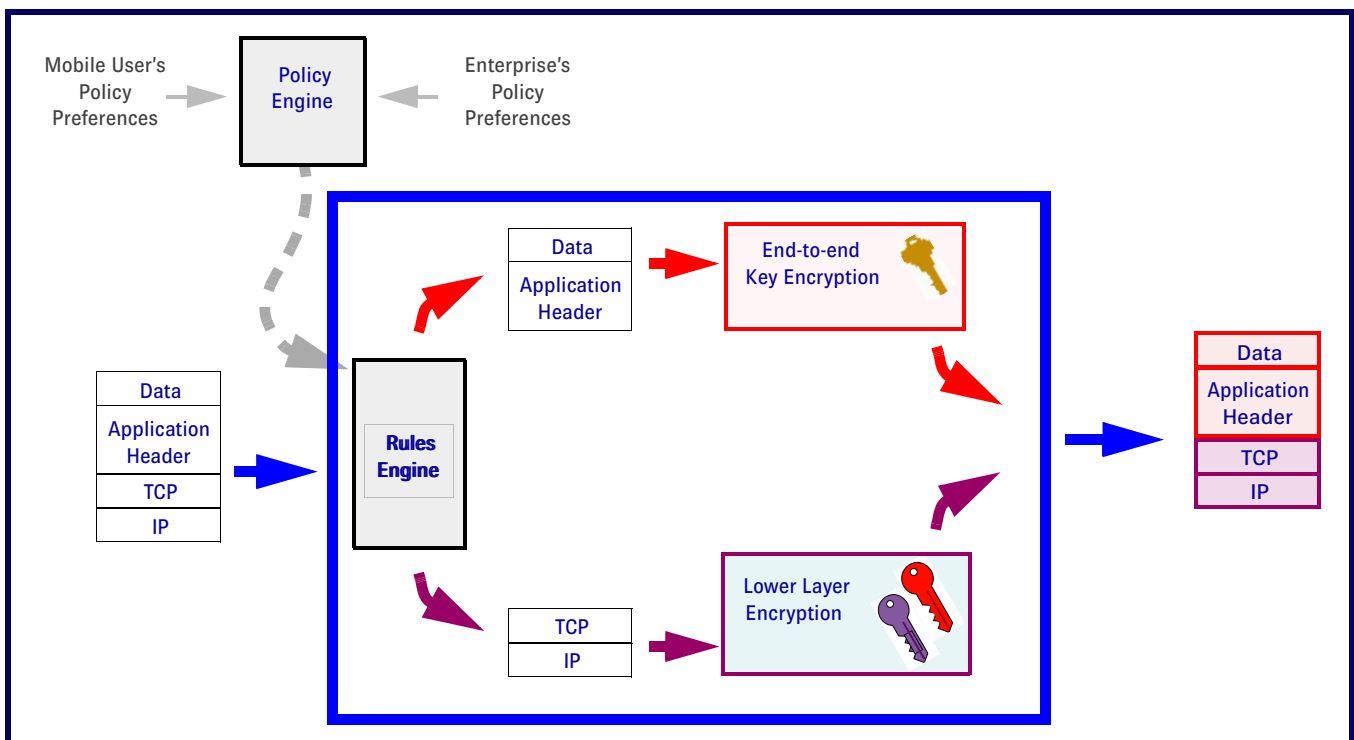 Mobile User's
Policy
Preferences
Policy
Engine
Enterprise's
Policy
Preferences
Data
Application
Header
TCP
IP
Rules
Engine
Data
Application
Header
End-to-end
Key Encryption
TCP
IP
Lower Layer
Encryption
Data
Application
Header
TCP
IP